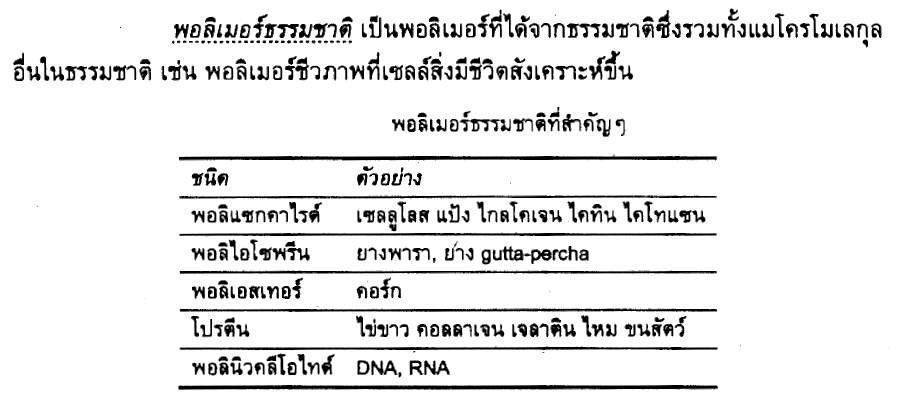 พอลิเมอร์ธรรมชาติ เป็นพอลิเมอร์ที่ได้จากธรรมชาติซึ่งรวมทั้งแมโครโมเลกุล
อื่นในธรรมชาติ เช่น พอลิเมอร์ชีวภาพที่เซลล์สิ่งมีชีวิตสังเคราะห์ขึ้น
พอลิเมอร์ธรรมชาติที่สำคัญ ๆ
ชนิด ตัวอย่าง
พอลิแซกคาไรด์ เซลลูโลส แป้ง ไกลโคเจน ไคทิน ไคโทแซน
พอลิไอโซพรีน ยางพารา, ย่าง gutta-percha
พอลิเอสเทอร์ คอร์ก
โปรตีน ไข่ขาว คอลลาเจน เจลาติน ไหม ขนสัตว์
พอลินิวคลีโอไทด์ DNA, RNA